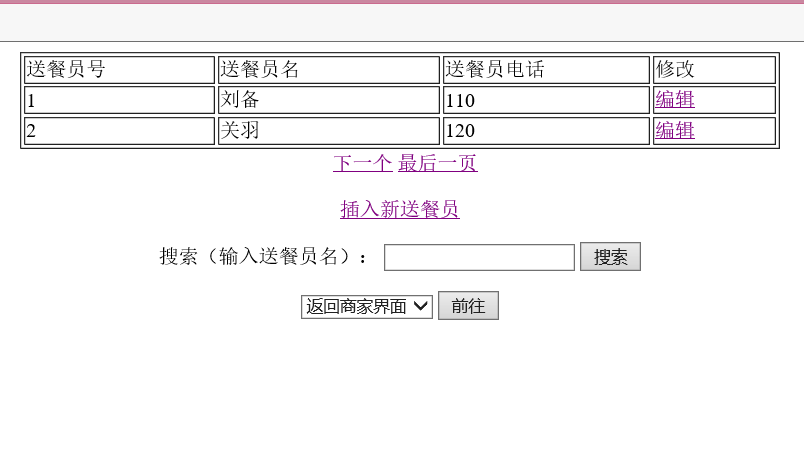 送餐员号 送餐员名 送餐员电话 修改
1 刘备 110 编辑
2 关羽 120 编辑
下一个 最后一页
插入新送餐员
搜索（输入送餐员名）： 搜索
返回商家界面 前往